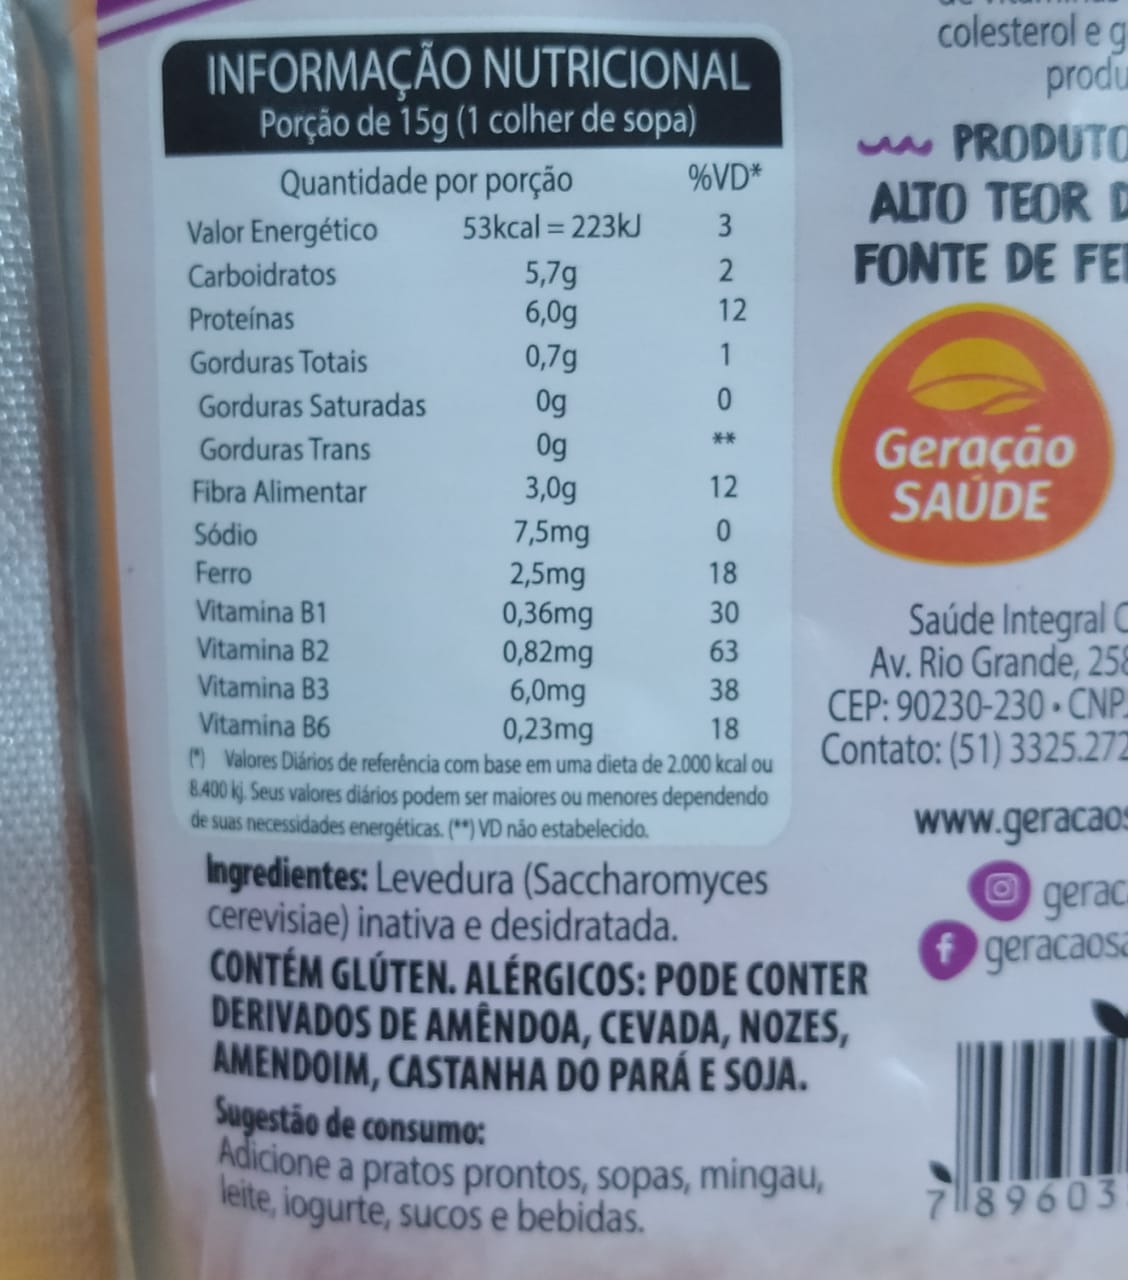 INFORMAÇÃO NUTRICIONAL
Porção de 15g (1 colher de sopa)
Quantidade por porção %VD*
Valor Energético 53kcal = 223kJ 3
Carboidratos 5,7g 2
Proteínas 6,0g 12
Gorduras Totais 0,7g 1
Gorduras Saturadas 0g 0
Gorduras Trans 0g **
Fibra Alimentar 3,0g 12
Sódio 7,5mg 0
Ferro 2,5mg 18
Vitamina B1 0,36mg 30
Vitamina B2 0,82mg 63
Vitamina B3 6,0mg 38
Vitamina B6 0,23mg 18
(*) Valores Diários de referência com base em uma dieta de 2.000 kcal ou
8.400 kj. Seus valores diários podem ser maiores ou menores dependendo
de suas necessidades energéticas. (**) VD não estabelecido.
Ingredientes: Levedura (Saccharomyces
cerevisiae) inativa e desidratada.
CONTÉM GLÚTEN. ALÉRGICOS: PODE CONTER
DERIVADOS DE AMÊNDOA, CEVADA, NOZES,
AMENDOIM, CASTANHA DO PARÁ E SOJA.
Sugestão de consumo:
Adicione a pratos prontos, sopas, mingau,
leite, iogurte, sucos e bebidas.
colesterol e g
produ
PRODUTO
ALTO TEOR D
FONTE DE FE
Geração
SAÚDE
Saúde Integral C
Av. Rio Grande, 258
CEP: 90230-230 • CNP
Contato: (51) 3325.272
www.geracaos
gerac
geracaosa
789603